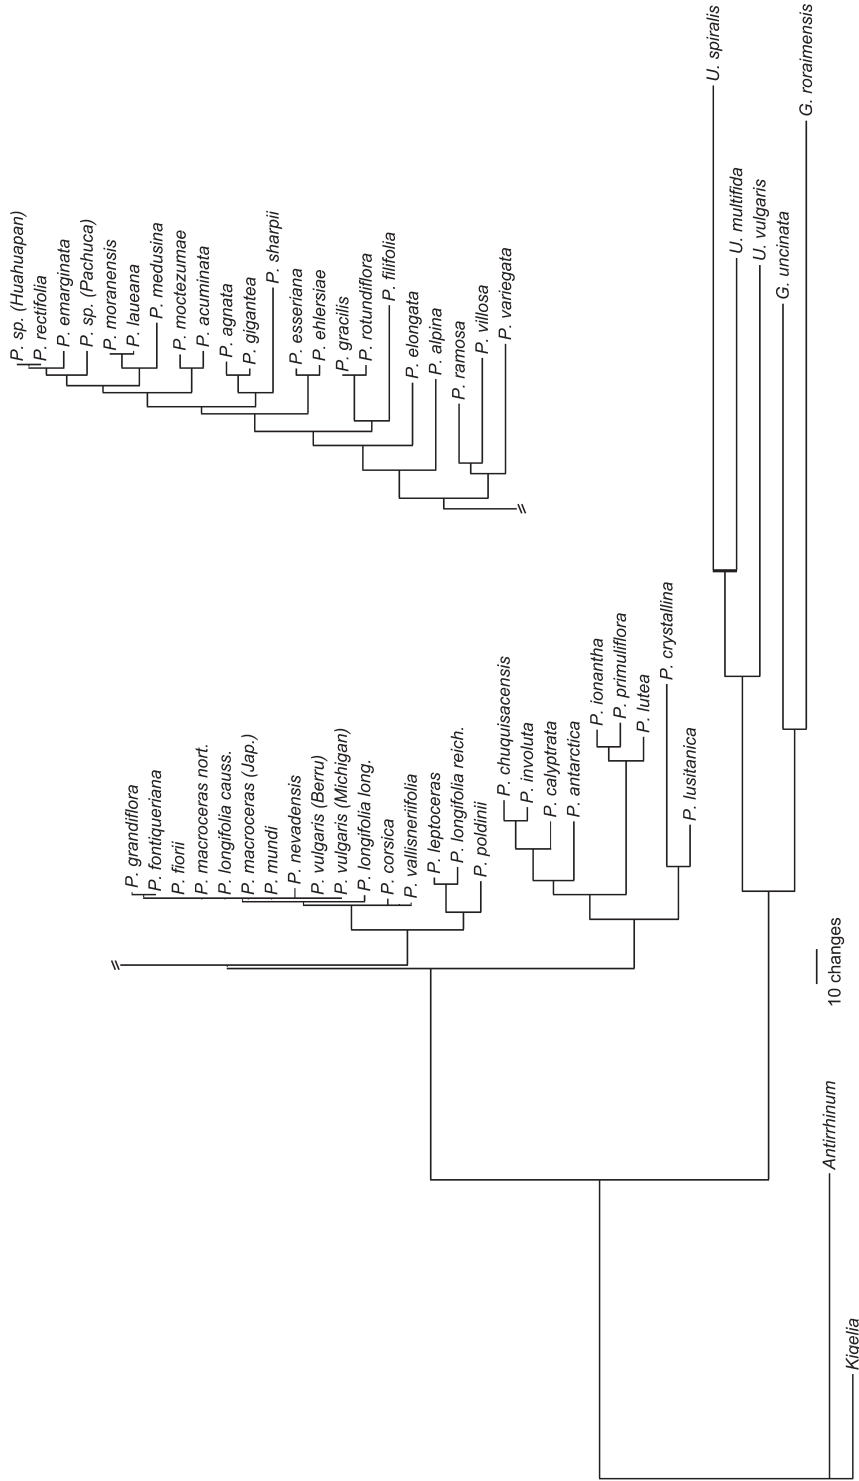 P. sp. (Huahuapan)
P. rectifolia
P. emarginata
P. sp. (Pachuca)
P. moranensis
P. laueana
P. medusina
P. moctezumae
P. acuminata
P. agnata
P. gigantea
P. sharpii
P. esseriana
P. ehlersiae
P. gracilis
P. rotundiflora
P. filifolia
P. elongata
P. alpina
P. ramosa
P. villosa
P. variegata
//
//
P. grandiflora
P. fontiqueriana
P. fiorii
P. macroceras nort.
P. longifolia causs.
P. macroceras (Jap.)
P. mundi
P. nevadensis
P. vulgaris (Berru)
P. vulgaris (Michigan)
P. longifolia long.
P. corsica
P. vallisneriifolia
P. leptoceras
P. longifolia reich.
P. poldinii
P. chuquisacensis
P. involuta
P. calyptrata
P. antarctica
P. ionantha
P. primuliflora
P. lutea
P. crystallina
P. lusitanica
U. spiralis
U. multifida
U. vulgaris
G. uncinata
G. roraimensis
10 changes
Antirrhinum
Kigelia